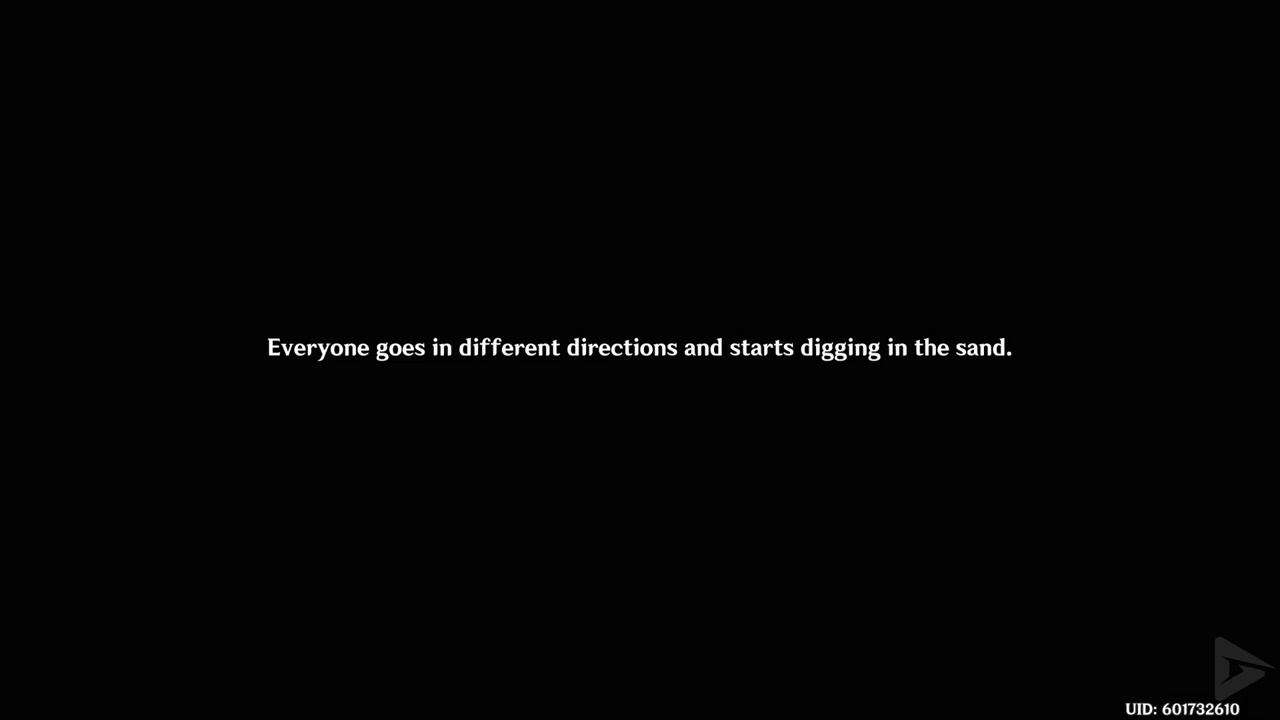 Everyone goes in different directions and starts digging in the sand.
UID: 601732610